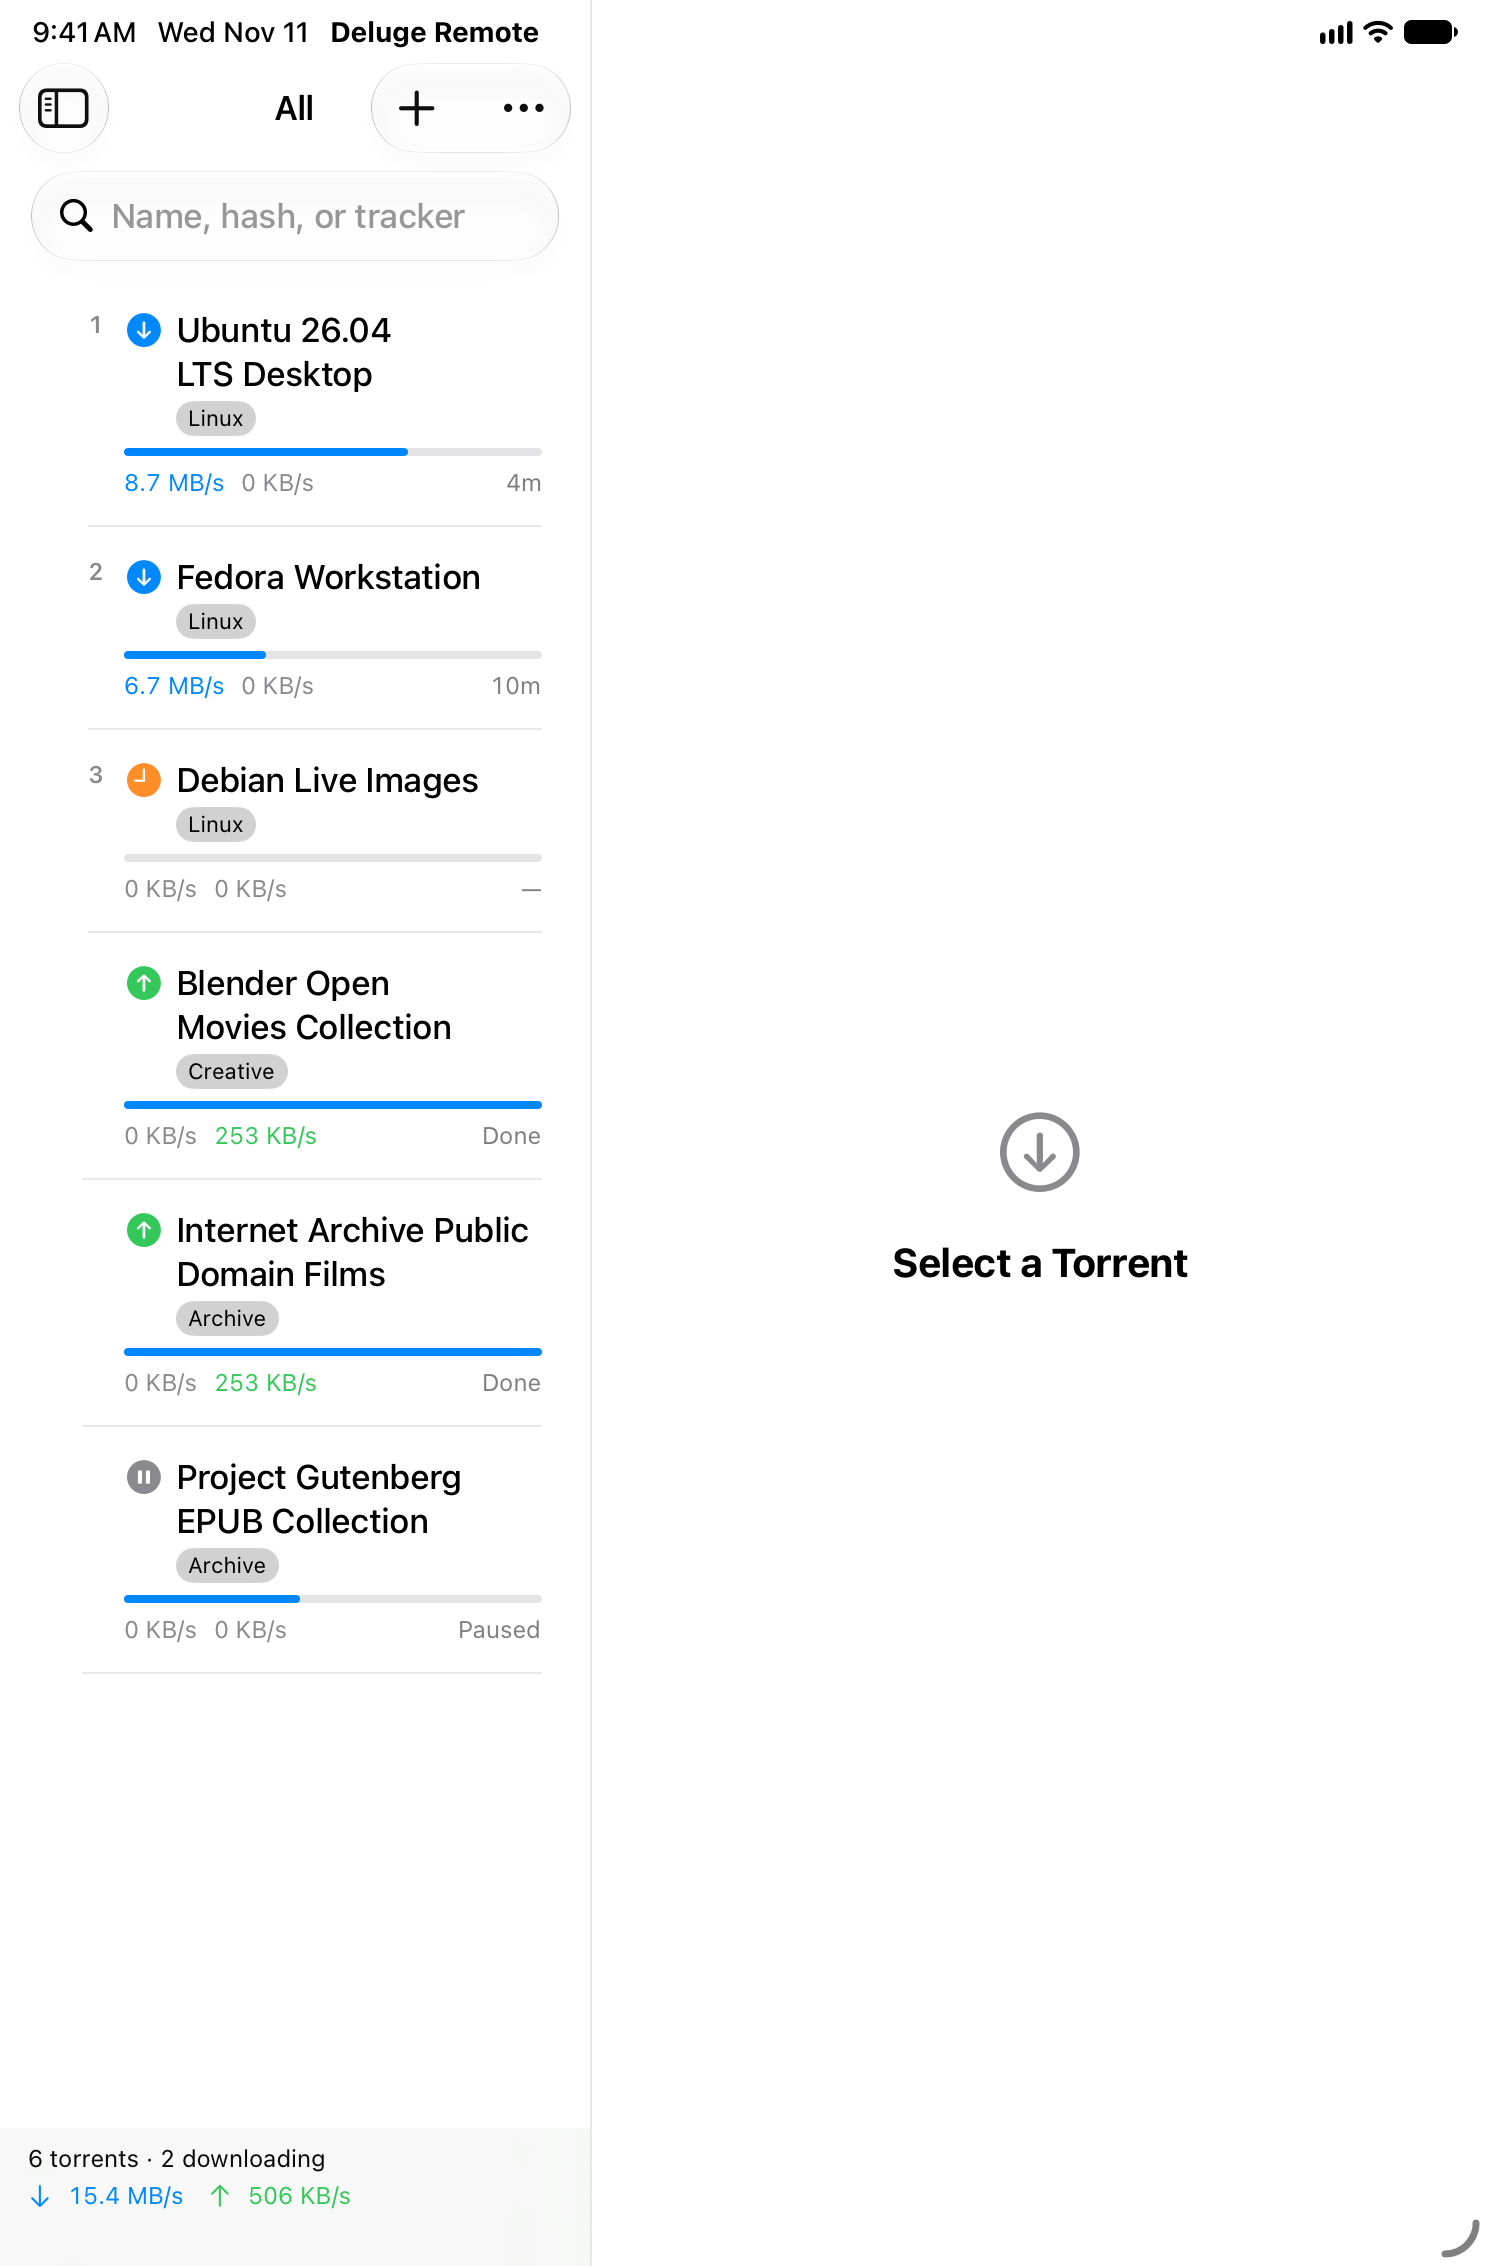 9:41 AM Wed Nov 11 Deluge Remote
All
Name, hash, or tracker
1 Ubuntu 26.04
LTS Desktop
Linux
8.7 MB/s 0 KB/s 4m
2 Fedora Workstation
Linux
6.7 MB/s 0 KB/s 10m
3 Debian Live Images
Linux
0 KB/s 0 KB/s —
Blender Open
Movies Collection
Creative
0 KB/s 253 KB/s Done
Internet Archive Public
Domain Films
Archive
0 KB/s 253 KB/s Done
Project Gutenberg
EPUB Collection
Archive
0 KB/s 0 KB/s Paused
6 torrents · 2 downloading
↓ 15.4 MB/s ↑ 506 KB/s
Select a Torrent